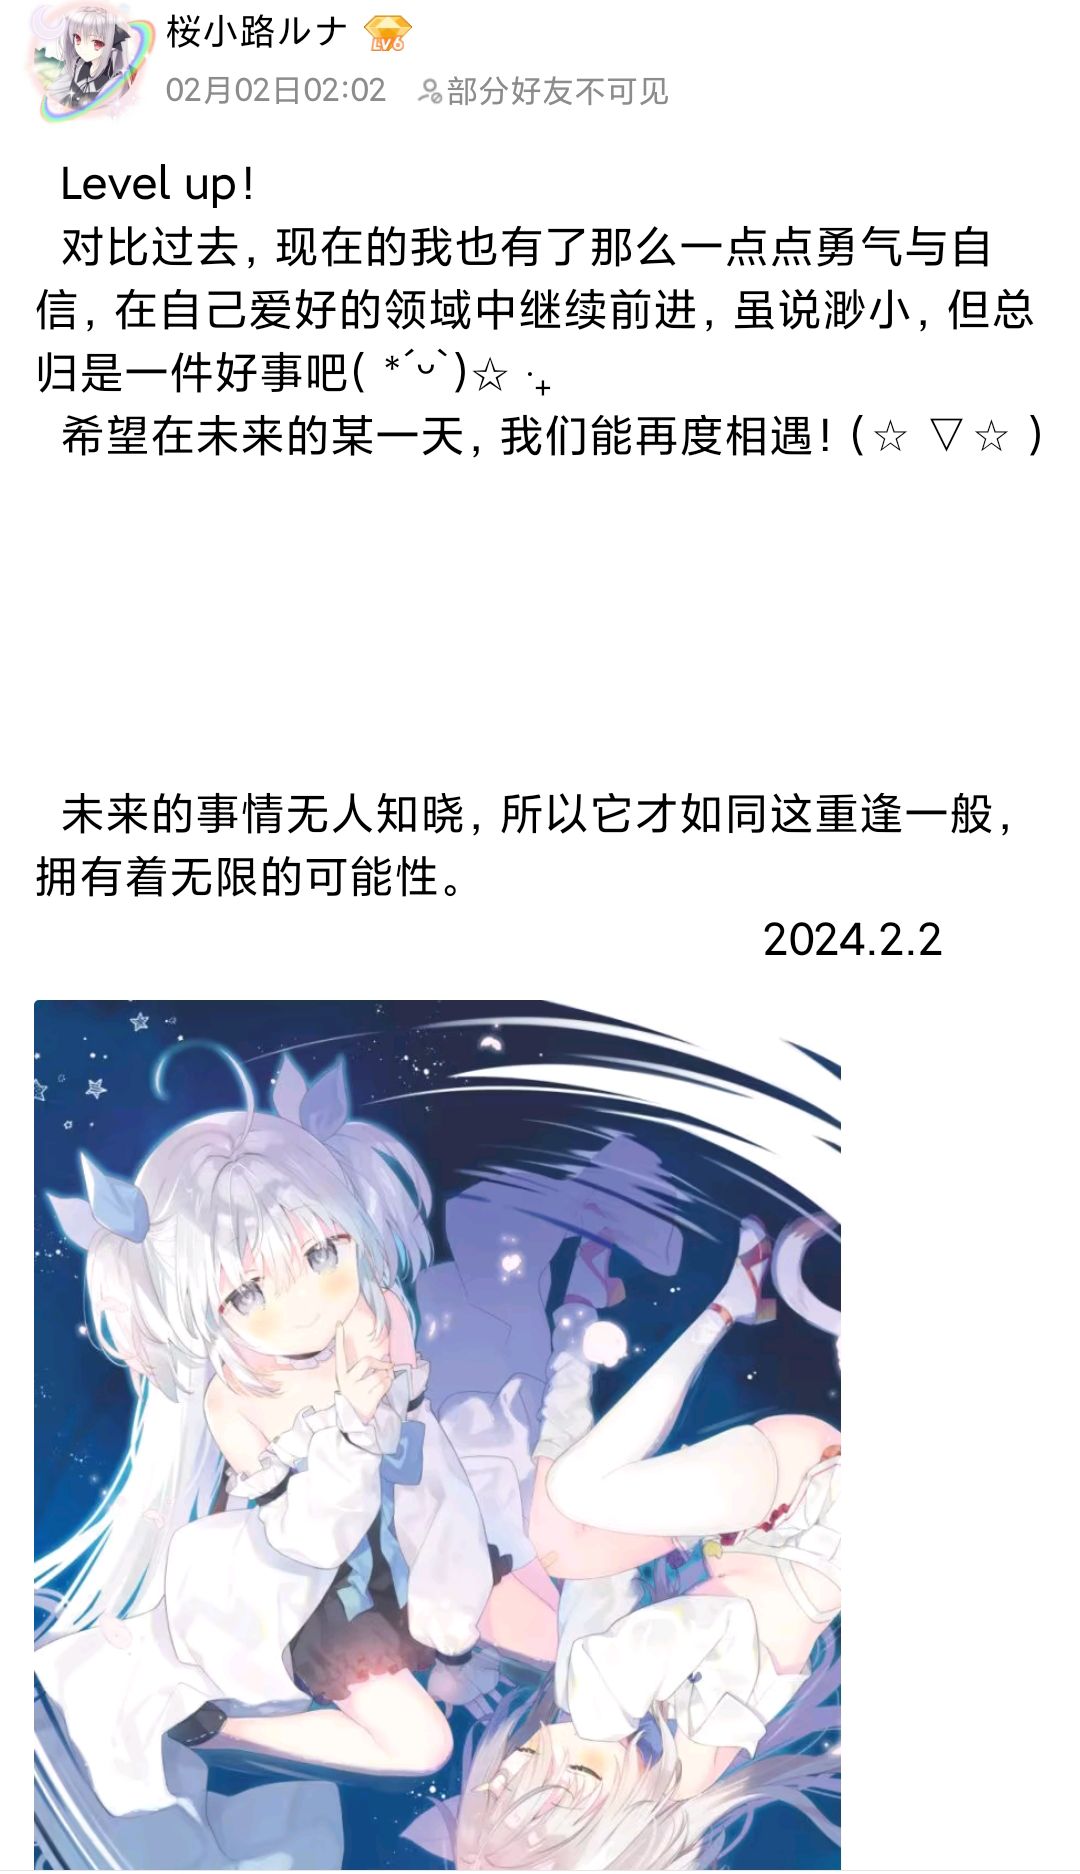 桜小路ルナ LV6
02月02日02:02 部分好友不可见
Level up!
对比过去，现在的我也有了那么一点点勇气与自
信，在自己爱好的领域中继续前进，虽说渺小，但总
归是一件好事吧( *´ᵕ`)☆ ·₊
希望在未来的某一天，我们能再度相遇！(☆ ▽ ☆ )
未来的事情无人知晓，所以它才如同这重逢一般，
拥有着无限的可能性。
2024.2.2